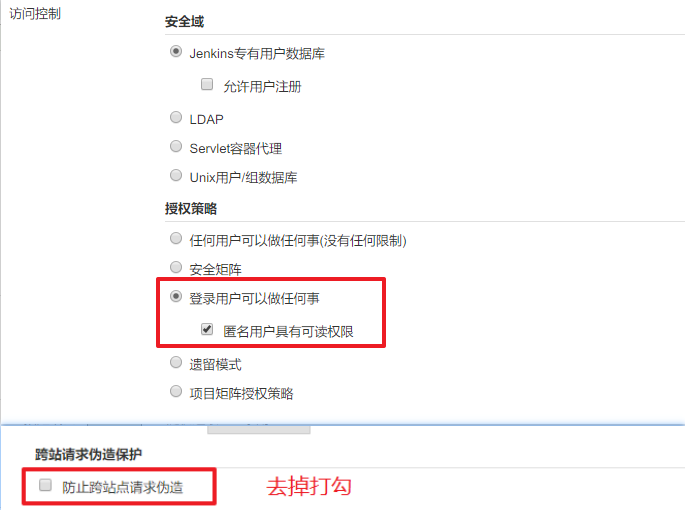 访问控制
安全域
Jenkins专有用户数据库
允许用户注册
LDAP
Servlet容器代理
Unix用户/组数据库
授权策略
任何用户可以做任何事(没有任何限制)
安全矩阵
登录用户可以做任何事
匿名用户具有可读权限
遗留模式
项目矩阵授权策略
跨站请求伪造保护
防止跨站点请求伪造 去掉打勾